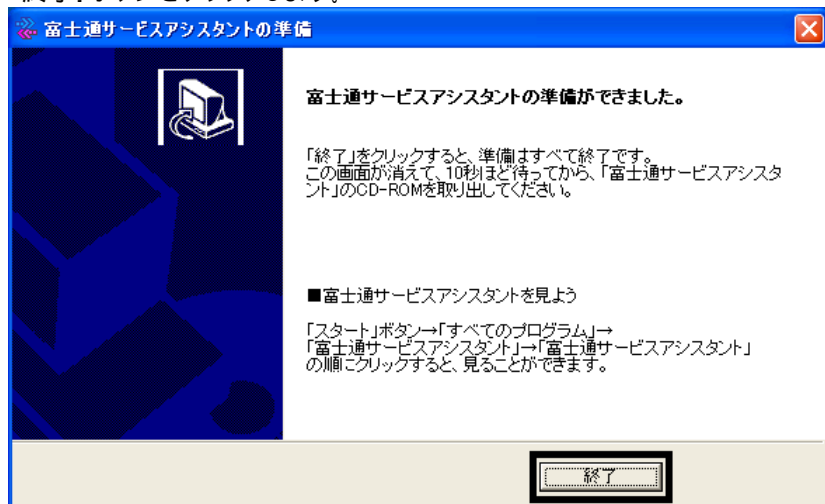 富士通サービスアシスタントの準備
富士通サービスアシスタントの準備ができました。
「終了」をクリックすると、準備はすべて終了です。
この画面が消えて、10秒ほど待ってから、「富士通サービスアシスタ
ント」のCD-ROMを取り出してください。
■富士通サービスアシスタントを見よう
「スタート」ボタン→「すべてのプログラム」→
「富士通サービスアシスタント」→「富士通サービスアシスタント」
の順にクリックすると、見ることができます。
終了